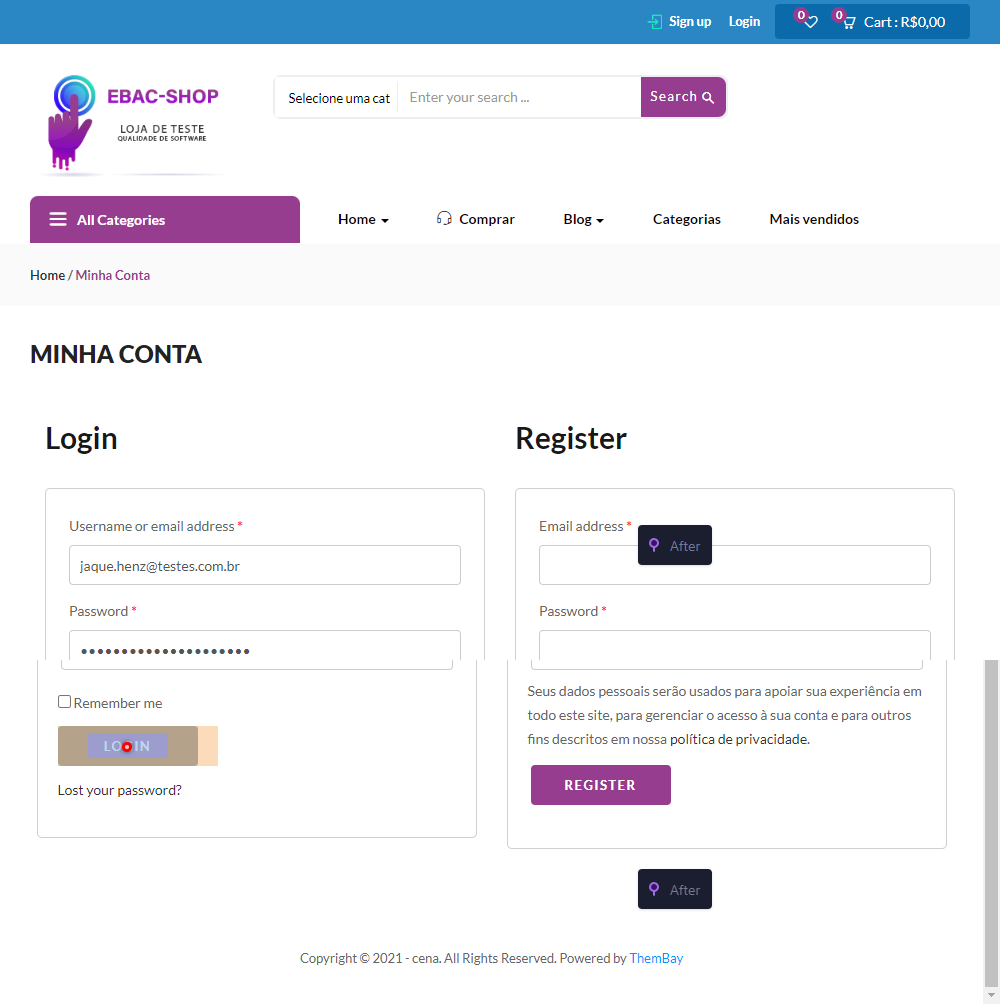 Sign up Login 0 0 Cart : R$0,00
EBAC-SHOP
LOJA DE TESTE
QUALIDADE DE SOFTWARE
Selecione uma cat Enter your search ... Search
All Categories Home Comprar Blog Categorias Mais vendidos
Home / Minha Conta
MINHA CONTA
Login
Username or email address *
jaque.henz@testes.com.br
Password *
•••••••••••••••••••••
Remember me
LOGIN
Lost your password?
Register
Email address *
After
Password *
Seus dados pessoais serão usados para apoiar sua experiência em
todo este site, para gerenciar o acesso à sua conta e para outros
fins descritos em nossa política de privacidade.
REGISTER
After
Copyright © 2021 - cena. All Rights Reserved. Powered by ThemBay